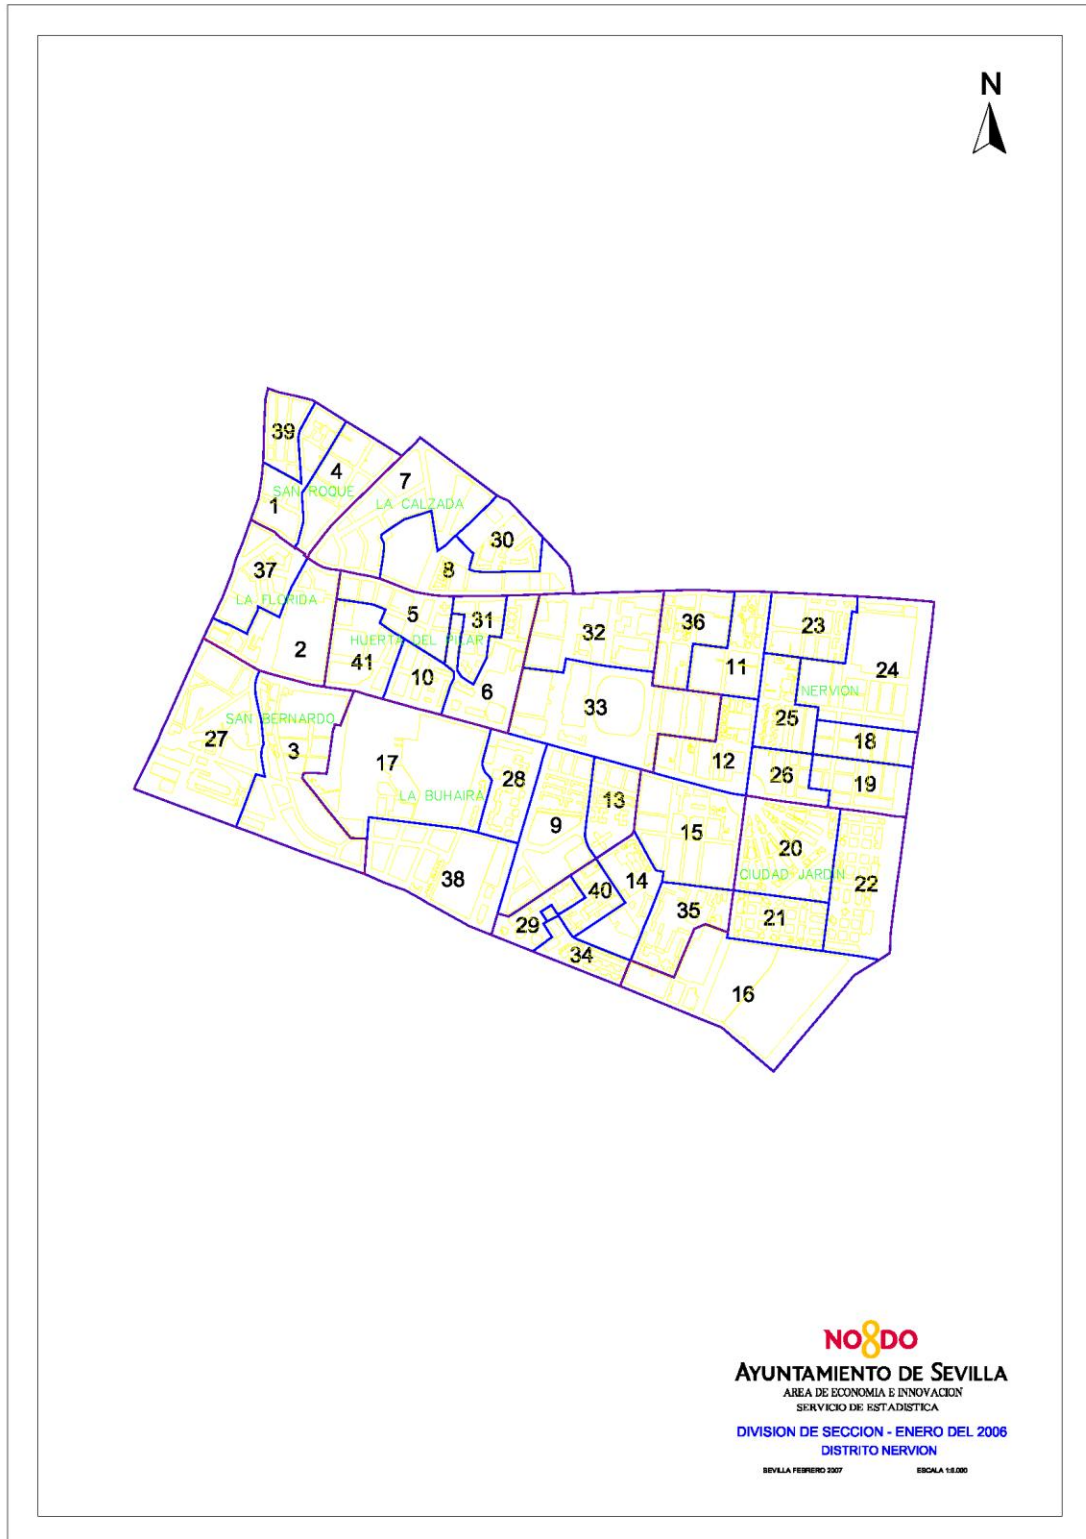 N
39
4
7
SAN ROQUE
LA CALZADA
1
30
37
8
LA FLORIDA
5
31
36
23
32
HUERTA DEL PILAR
2
41
10
6
11
24
NERVION
33
SAN BERNARDO
27
3
25
18
17
28
12
26
19
LA BUHAIRA
13
9
15
20
CIUDAD JARDIN
38
40
14
22
35
21
29
34
16
NO8DO
AYUNTAMIENTO DE SEVILLA
AREA DE ECONOMIA E INNOVACION
SERVICIO DE ESTADISTICA
DIVISION DE SECCION - ENERO DEL 2006
DISTRITO NERVION
SEVILLA FEBRERO 2007 ESCALA 1:6.000